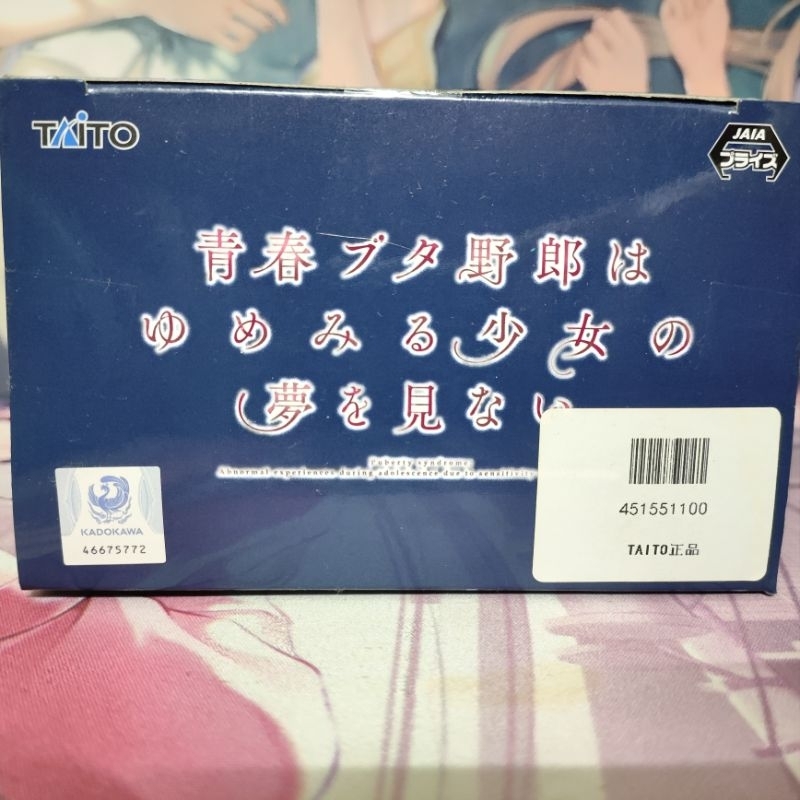 TAITO
JAIA
プライズ
青春ブタ野郎は
ゆめみる少女の
夢を見ない
Puberty syndrome:
Abnormal experiences during adolescence due to sensitivity
KADOKAWA
46675772
451551100
TAITO正品